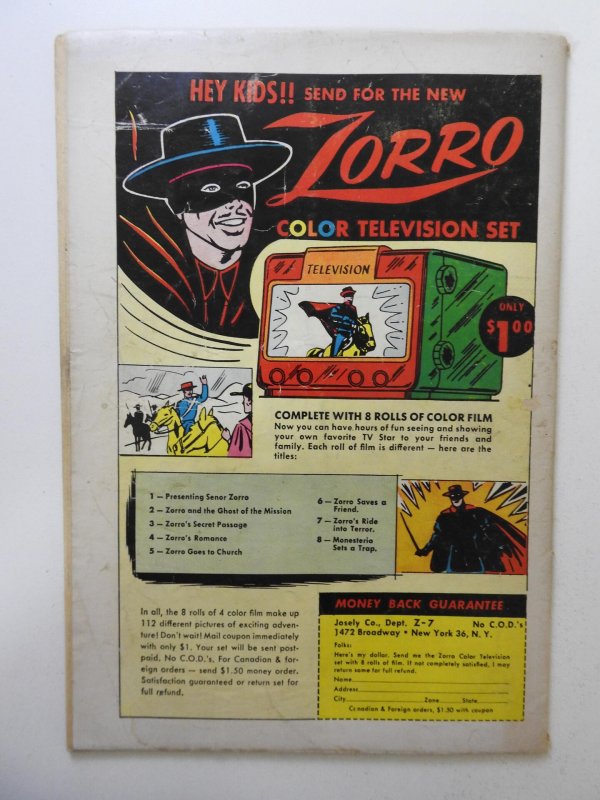 HEY KIDS!! SEND FOR THE NEW
ZORRO
COLOR TELEVISION SET
TELEVISION
ONLY
$1.00
COMPLETE WITH 8 ROLLS OF COLOR FILM
Now you can have hours of fun seeing and showing
your own favorite TV Star to your friends and
family. Each roll of film is different — here are the
titles:
1 — Presenting Senor Zorro
2 — Zorro and the Ghost of the Mission
3 — Zorro's Secret Passage
4 — Zorro's Romance
5 — Zorro Goes to Church
6 — Zorro Saves a
Friend.
7 — Zorro's Ride
into Terror.
8 — Monesteria
Sets a Trap.
In all, the 8 rolls of 4 color film make up
112 different pictures of exciting adven-
ture! Don't wait! Mail coupon immediately
with only $1. Your set will be sent post-
paid. No C.O.D.'s, For Canadian & for-
eign orders — send $1.50 money order.
Satisfaction guaranteed or return set for
full refund.
MONEY BACK GUARANTEE
Josely Co., Dept. Z-7 No C.O.D.'s
1472 Broadway • New York 36, N. Y.
Folks:
Here's my dollar. Send me the Zorro Color Television
set with 8 rolls of film. If not completely satisfied, I may
return same for full refund.
Name
Address
City Zone State
Canadian & Foreign orders, $1.50 with coupon